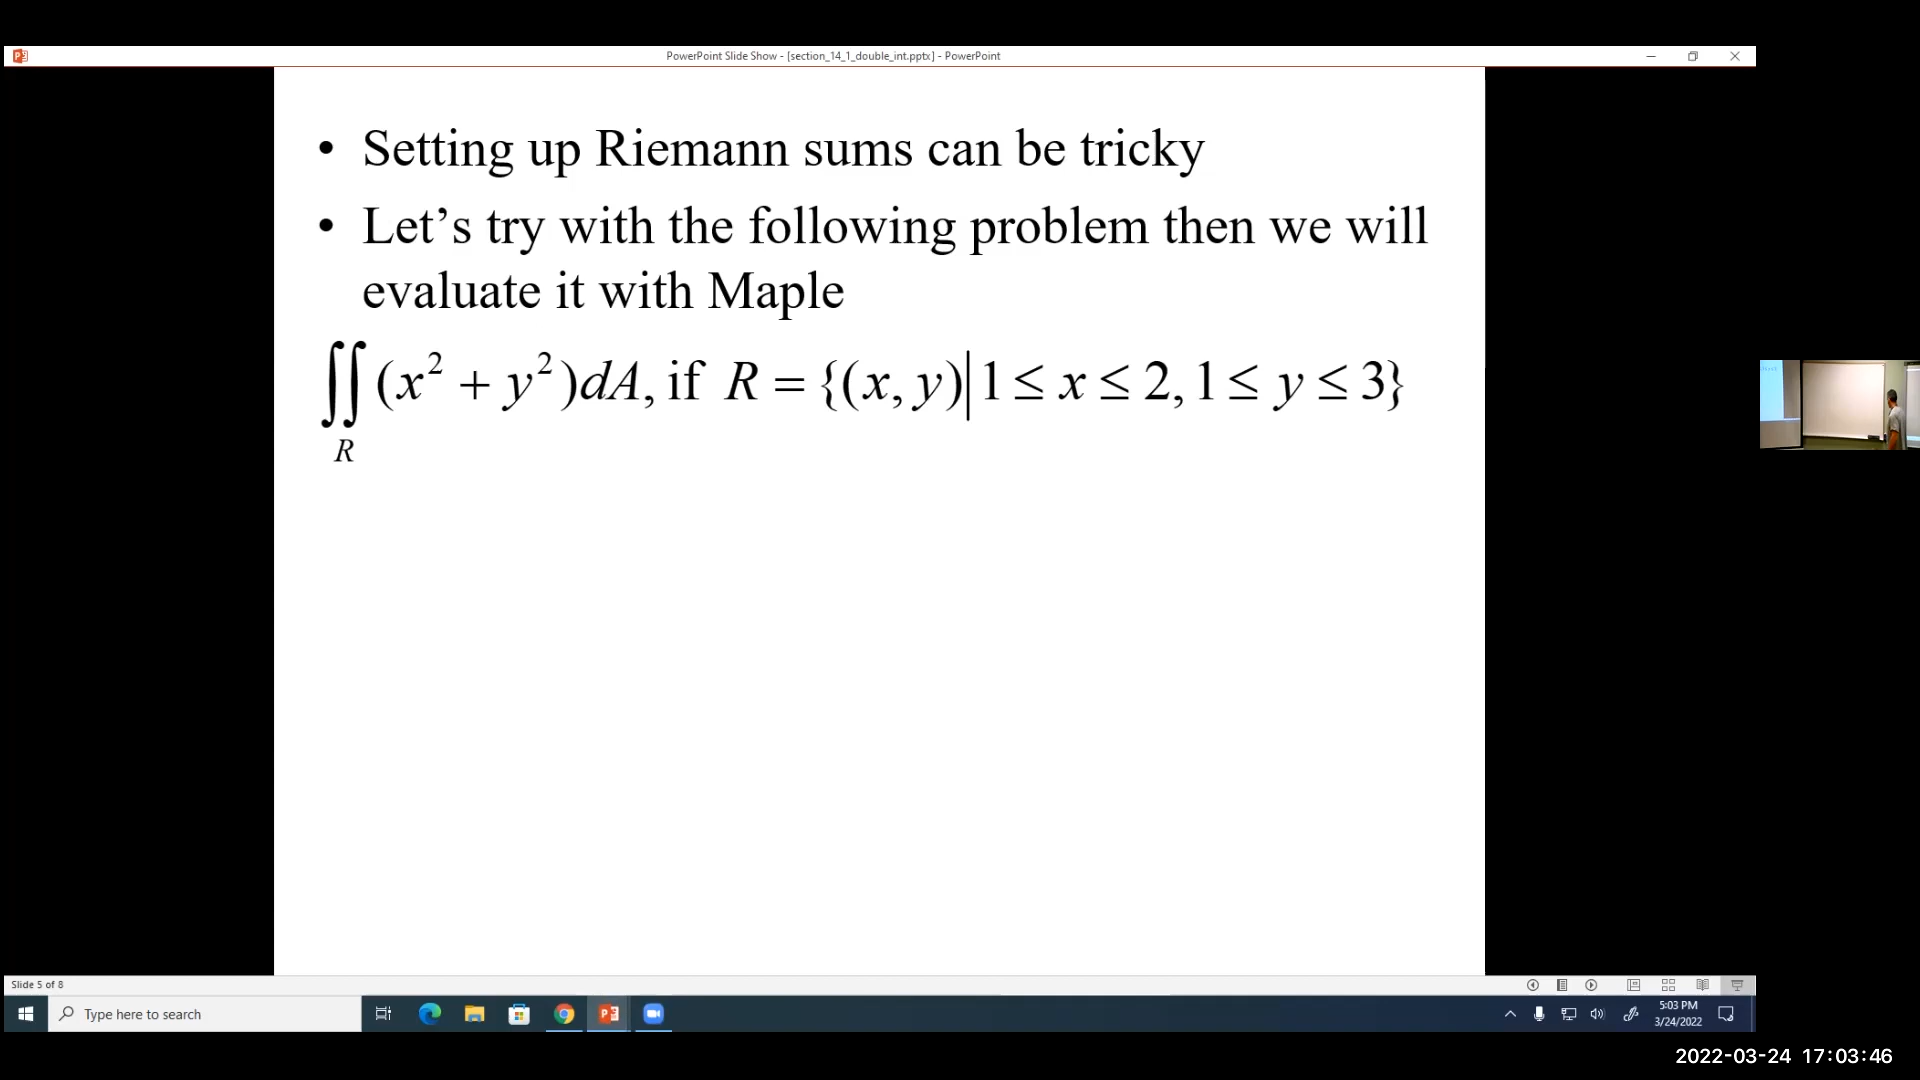 PowerPoint Slide Show - [section_14_1_double_int.pptx] - PowerPoint
• Setting up Riemann sums can be tricky
• Let’s try with the following problem then we will
evaluate it with Maple
∬_R (x² + y²)dA, if R = {(x, y)|1 ≤ x ≤ 2, 1 ≤ y ≤ 3}
Slide 5 of 8
Type here to search
5:03 PM
3/24/2022
2022-03-24 17:03:46